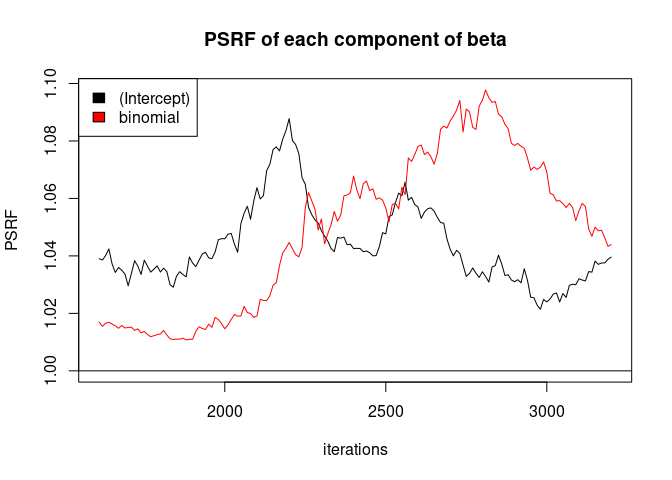 PSRF of each component of beta
(Intercept)
binomial
PSRF
1.10
1.08
1.06
1.04
1.02
1.00
2000 2500 3000
iterations